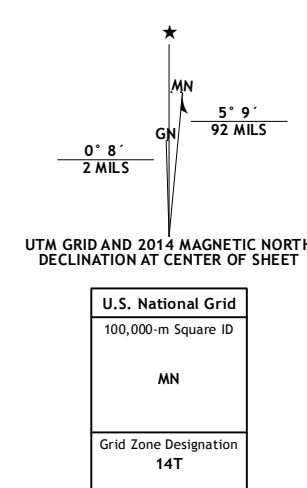 MN
GN
5° 9´
92 MILS
0° 8´
2 MILS
UTM GRID AND 2014 MAGNETIC NORTH
DECLINATION AT CENTER OF SHEET
U.S. National Grid
100,000-m Square ID
MN
Grid Zone Designation
14T